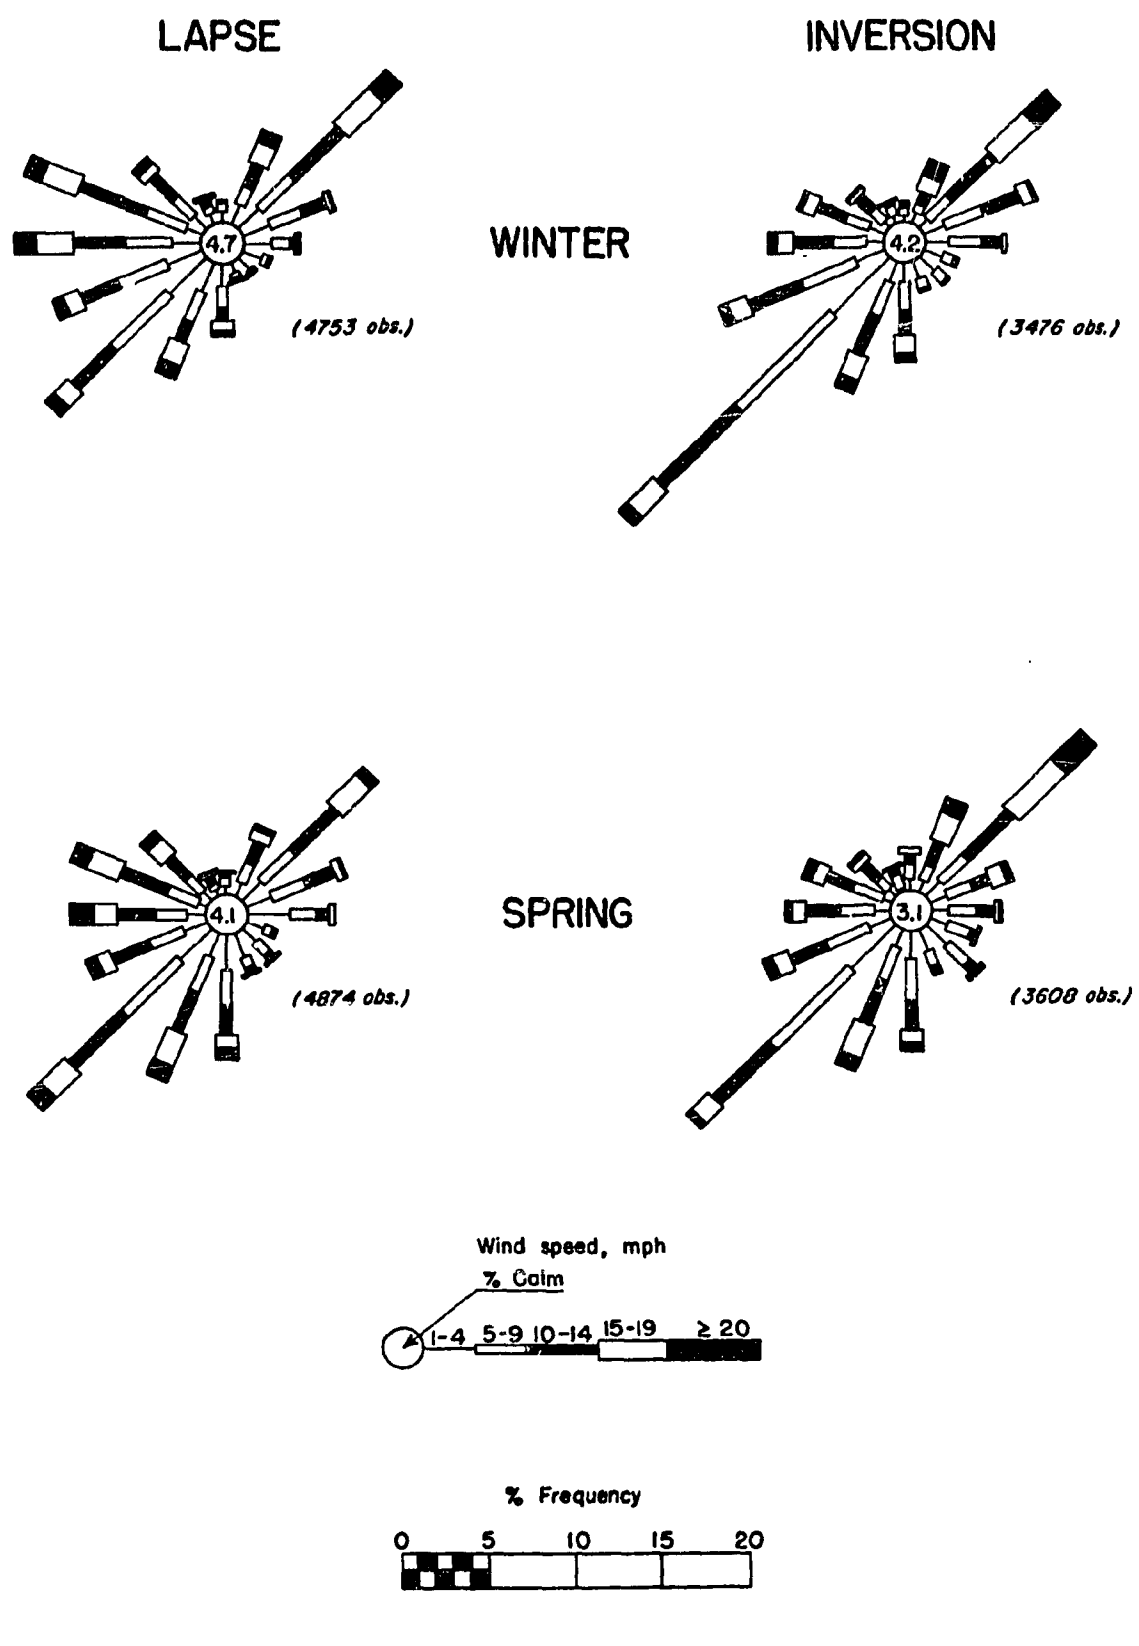 LAPSE INVERSION
4.7 WINTER 4.2
(4753 obs.) (3476 obs.)
4.1 SPRING 3.1
(4874 obs.) (3608 obs.)
Wind speed, mph
% Calm
1-4 5-9 10-14 15-19 ≥ 20
% Frequency
0 5 10 15 20